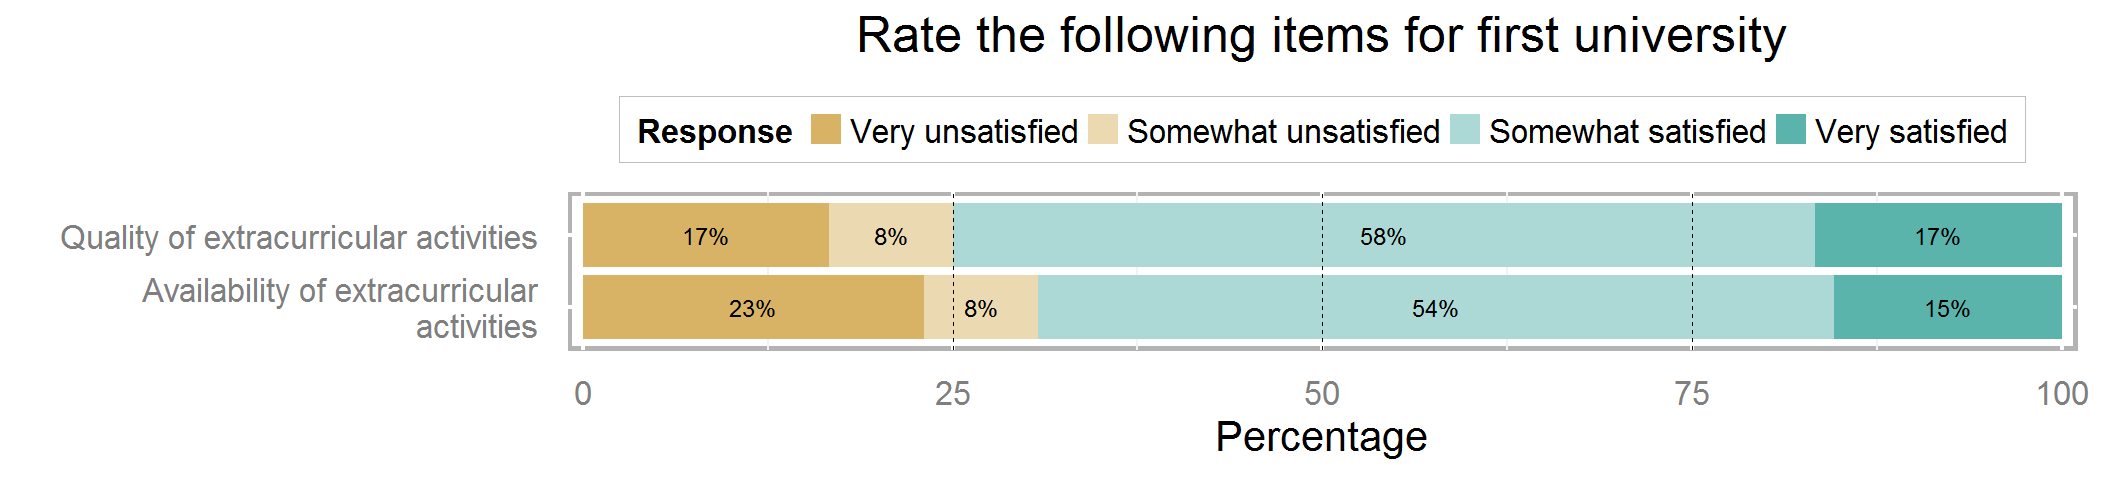 Rate the following items for first university
Response Very unsatisfied Somewhat unsatisfied Somewhat satisfied Very satisfied
Quality of extracurricular activities 17% 8% 58% 17%
Availability of extracurricular
activities 23% 8% 54% 15%
0 25 50 75 100
Percentage